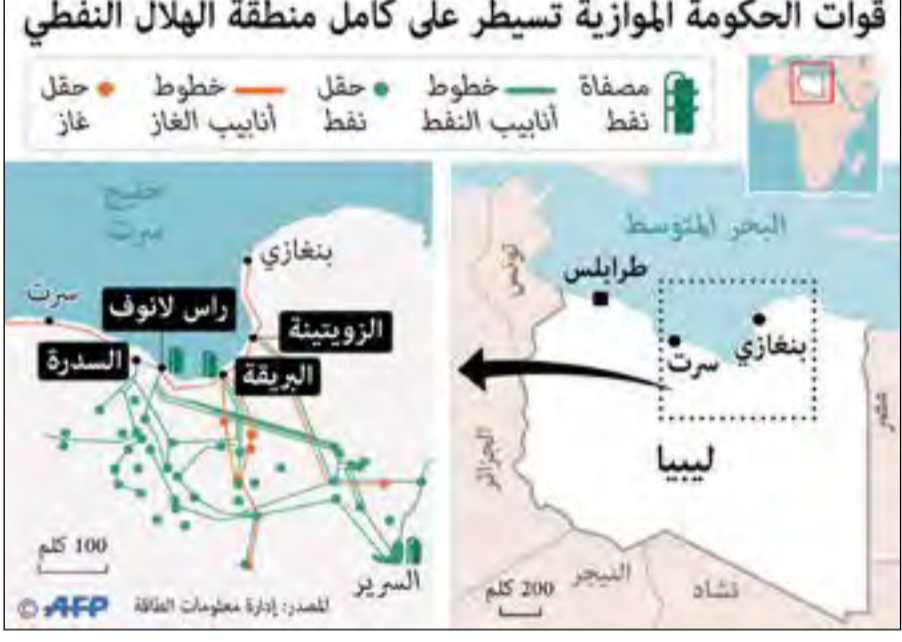 قوات الحكومة الموازية تسيطر على كامل منطقة الهلال النفطي
مصفاة نفط
خطوط أنابيب النفط
حقل نفط
خطوط أنابيب الغاز
حقل غاز
البحر المتوسط
تونس
طرابلس
بنغازي
سرت
الجزائر
ليبيا
النيجر
تشاد
200 كلم
خليج
سرت
بنغازي
سرت
راس لانوف
الزويتينة
السدرة
البريقة
السرير
100 كلم
المصدر: إدارة معلومات الطاقة
AFP ©